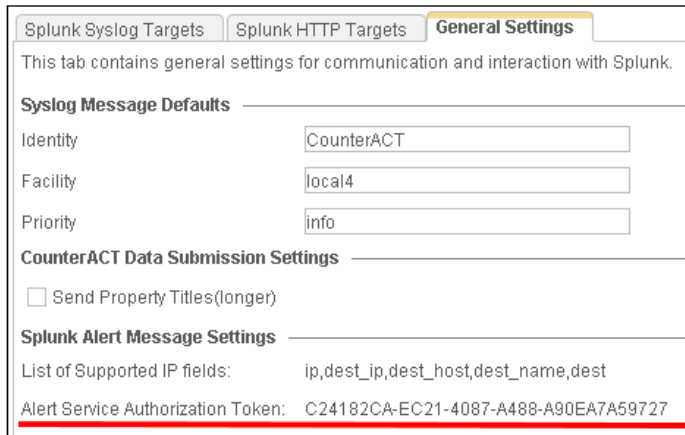 Splunk Syslog Targets Splunk HTTP Targets General Settings
This tab contains general settings for communication and interaction with Splunk.
Syslog Message Defaults
Identity CounterACT
Facility local4
Priority info
CounterACT Data Submission Settings
Send Property Titles(longer)
Splunk Alert Message Settings
List of Supported IP fields: ip,dest_ip,dest_host,dest_name,dest
Alert Service Authorization Token: C24182CA-EC21-4087-A488-A90EA7A59727